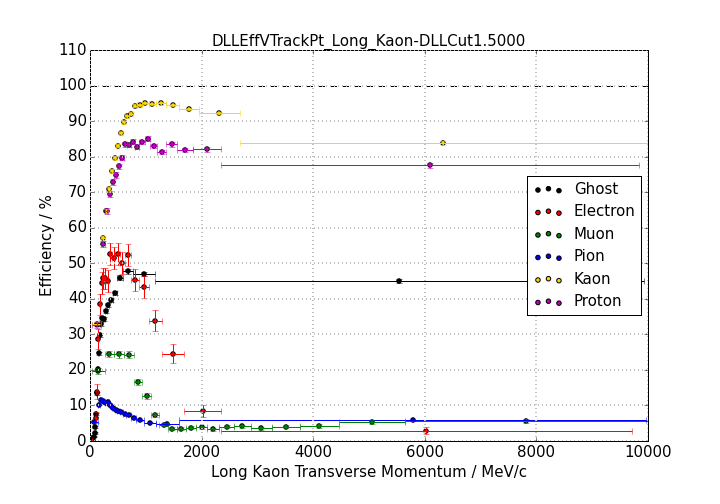 DLLEffVTrackPt_Long_Kaon-DLLCut1.5000
110
100
90
80
70
60
50
40
30
20
10
0
Efficiency / %
Ghost
Electron
Muon
Pion
Kaon
Proton
0 2000 4000 6000 8000 10000
Long Kaon Transverse Momentum / MeV/c